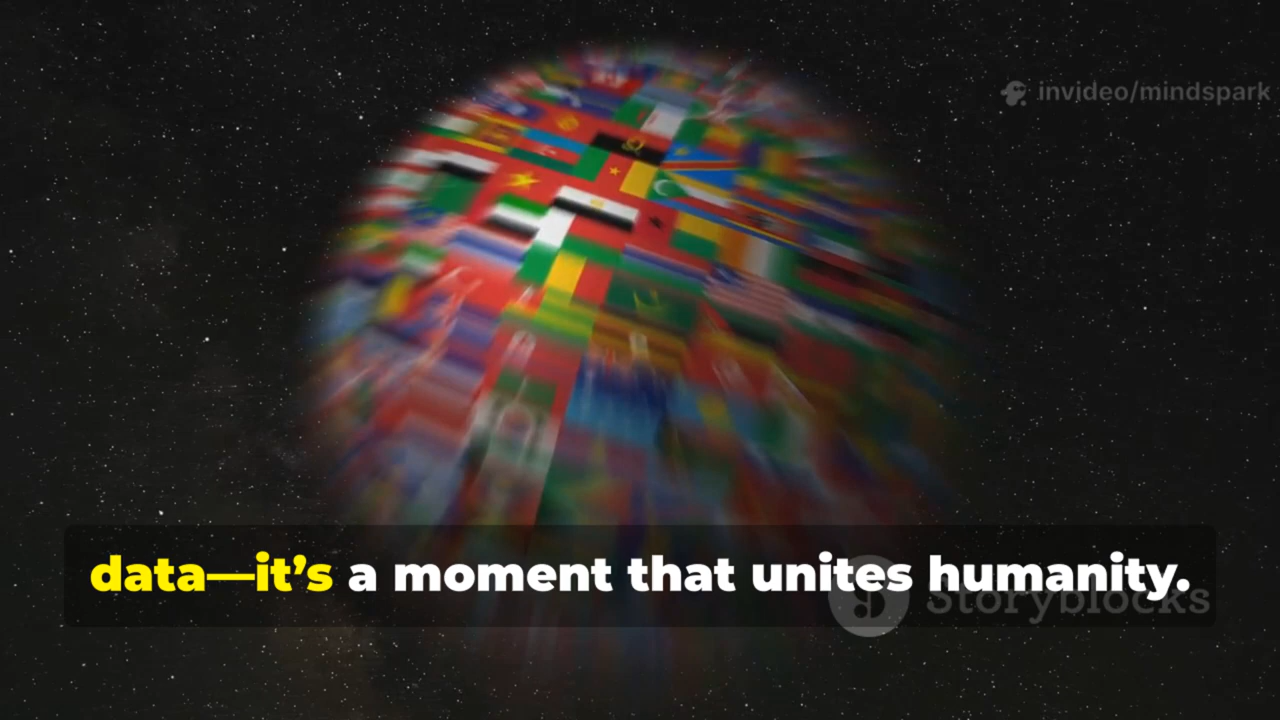 invideo/mindspark
data—it's a moment that unites humanity.
Storyblocks